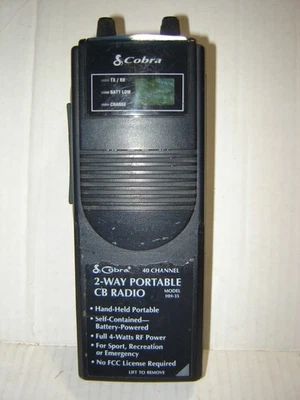 Cobra
TX / RX
BATT LOW
CHARGE
Cobra 40 CHANNEL
2-WAY PORTABLE
CB RADIO MODEL
HH-35
• Hand-Held Portable
• Self-Contained—
Battery-Powered
• Full 4-Watts RF Power
• For Sport, Recreation
or Emergency
• No FCC License Required
LIFT TO REMOVE